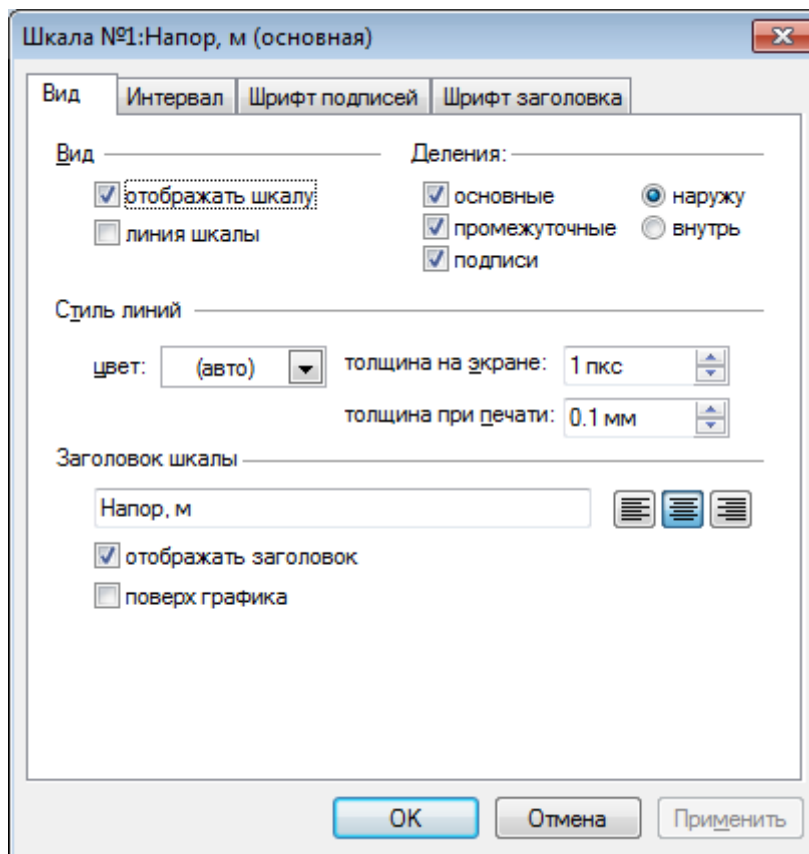 Шкала №1:Напор, м (основная)
Вид Интервал Шрифт подписей Шрифт заголовка
Вид Деления:
отображать шкалу основные наружу
линия шкалы промежуточные внутрь
подписи
Стиль линий
цвет: (авто) толщина на экране: 1 пкс
толщина при печати: 0.1 мм
Заголовок шкалы
Напор, м
отображать заголовок
поверх графика
OK Отмена Применить